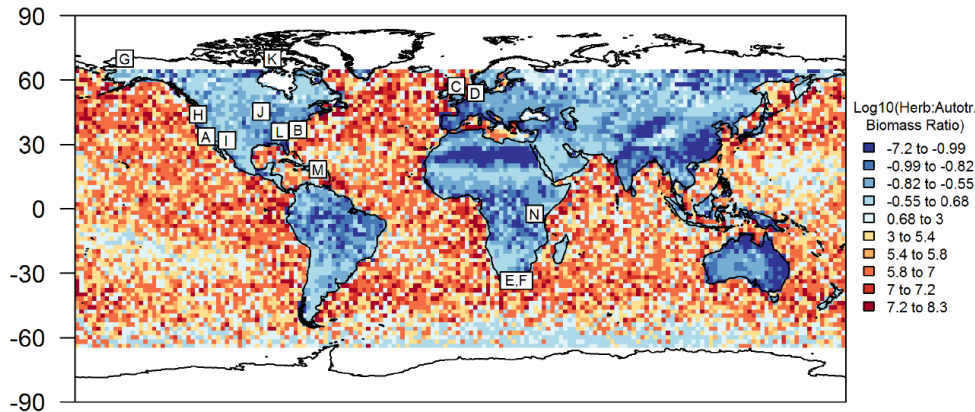 90
G
K
60
C
D
H
J
A
I
L
B
30
M
0
N
E,F
-30
-60
-90
Log10(Herb:Autotr.
Biomass Ratio)
-7.2 to -0.99
-0.99 to -0.82
-0.82 to -0.55
-0.55 to 0.68
0.68 to 3
3 to 5.4
5.4 to 5.8
5.8 to 7
7 to 7.2
7.2 to 8.3